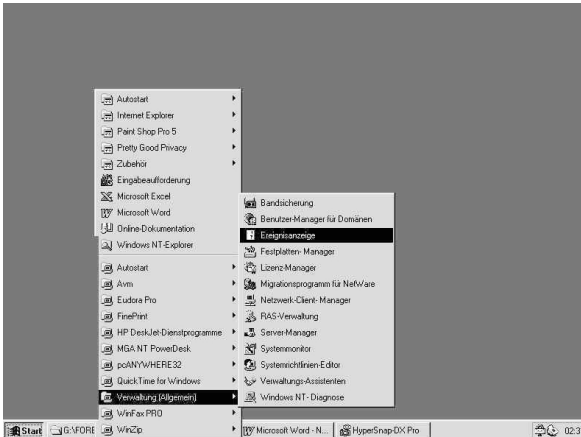 Autostart
Internet Explorer
Paint Shop Pro 5
Pretty Good Privacy
Zubehör
Eingabeaufforderung
Microsoft Excel
Microsoft Word
Online-Dokumentation
Windows NT-Explorer
Autostart
Avm
Eudora Pro
FinePrint
HP DeskJet-Dienstprogramme
MGA NT PowerDesk
pcANYWHERE32
QuickTime for Windows
Verwaltung (Allgemein)
WinFax PRO
WinZip
Bandsicherung
Benutzer-Manager für Domänen
Ereignisanzeige
Festplatten- Manager
Lizenz-Manager
Migrationsprogramm für NetWare
Netzwerk-Client- Manager
RAS-Verwaltung
Server-Manager
Systemmonitor
Systemrichtlinien-Editor
Verwaltungs-Assistenten
Windows NT- Diagnose
Start
G:\FORE
Microsoft Word - N...
HyperSnap-DX Pro
02:3